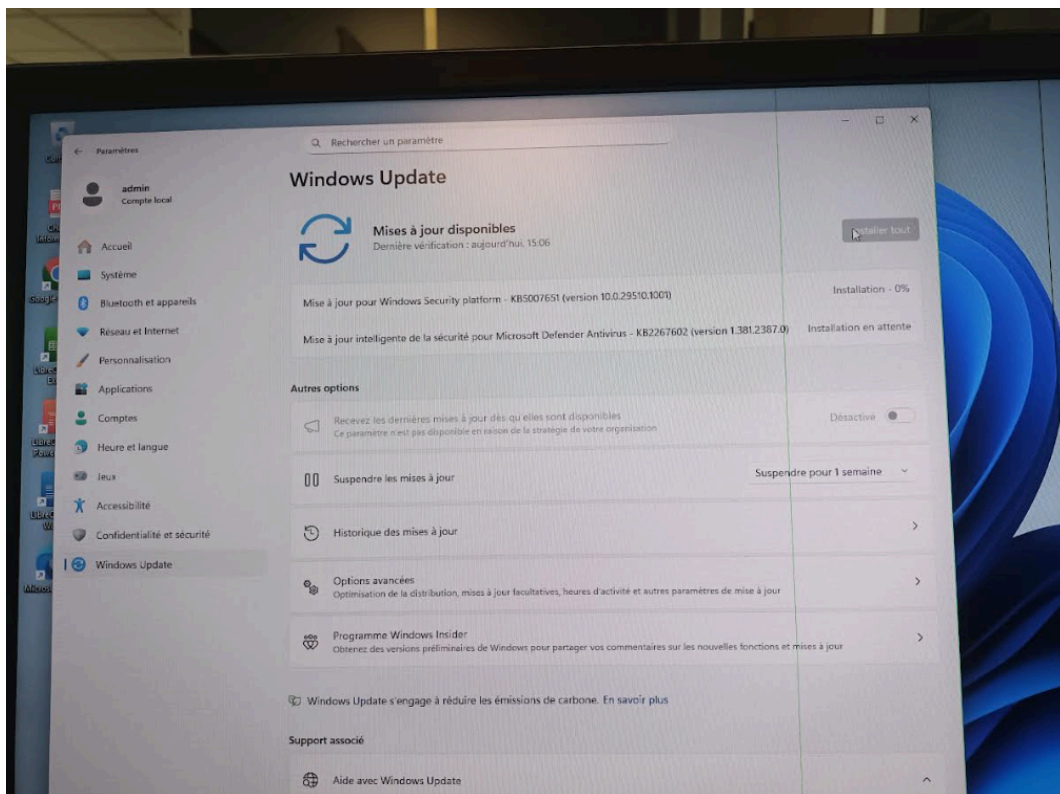 Paramètres
Rechercher un paramètre
admin
Compte local
Accueil
Système
Bluetooth et appareils
Réseau et Internet
Personnalisation
Applications
Comptes
Heure et langue
Jeux
Accessibilité
Confidentialité et sécurité
Windows Update
Windows Update
Mises à jour disponibles
Dernière vérification : aujourd'hui, 15:06
Installer tout
Mise à jour pour Windows Security platform - KB5007651 (version 10.0.29510.1001)
Installation - 0%
Mise à jour intelligente de la sécurité pour Microsoft Defender Antivirus - KB2267602 (version 1.381.2387.0)
Installation en attente
Autres options
Recevez les dernières mises à jour dès qu'elles sont disponibles
Ce paramètre n'est pas disponible en raison de la stratégie de votre organisation
Désactivé
Suspendre les mises à jour
Suspendre pour 1 semaine
Historique des mises à jour
Options avancées
Optimisation de la distribution, mises à jour facultatives, heures d'activité et autres paramètres de mise à jour
Programme Windows Insider
Obtenez des versions préliminaires de Windows pour partager vos commentaires sur les nouvelles fonctions et mises à jour
Windows Update s'engage à réduire les émissions de carbone. En savoir plus
Support associé
Aide avec Windows Update